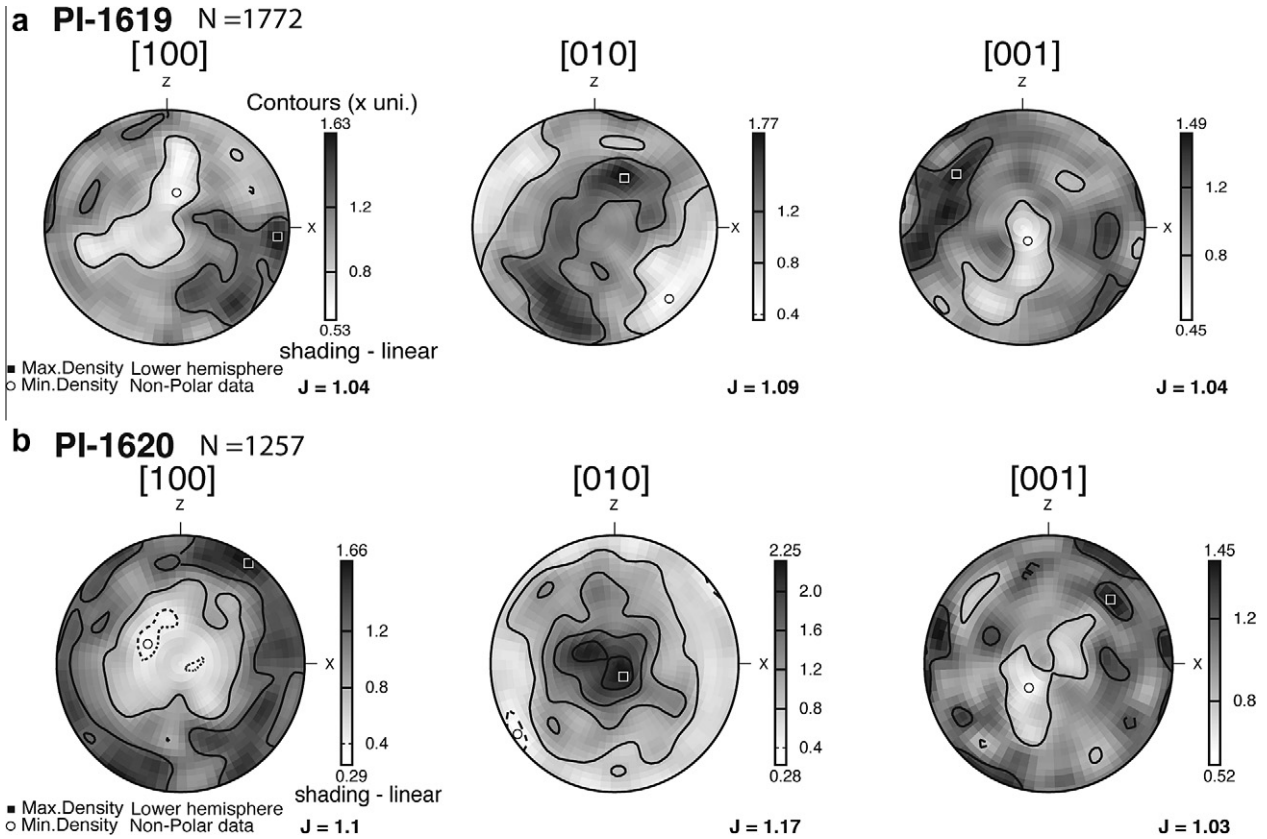 a PI-1619 N =1772
[100] [010] [001]
Z Z Z
Contours (x uni.)
1.63 1.77 1.49
1.2 1.2 1.2
X X X
0.8 0.8 0.8
0.4
0.53 0.45
shading - linear
■ Max.Density Lower hemisphere
○ Min.Density Non-Polar data J = 1.04 J = 1.09 J = 1.04
b PI-1620 N =1257
[100] [010] [001]
Z Z Z
1.66 2.25 1.45
2.0
1.2 1.6 1.2
X X X
1.2
0.8 0.8 0.8
0.4 0.4
0.29 0.28 0.52
shading - linear
■ Max.Density Lower hemisphere
○ Min.Density Non-Polar data J = 1.1 J = 1.17 J = 1.03